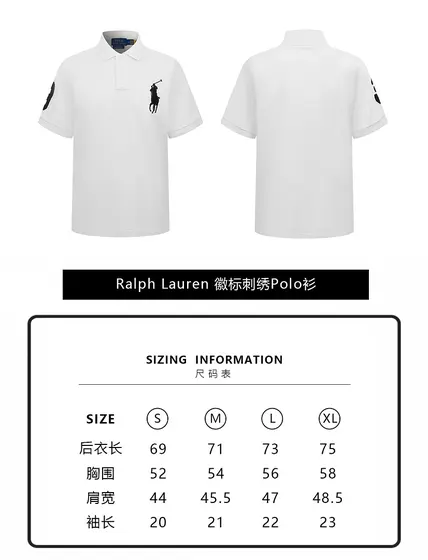 Ralph Lauren 徽标刺绣Polo衫
SIZING INFORMATION
尺码表
SIZE S M L XL
后衣长 69 71 73 75
胸围 52 54 56 58
肩宽 44 45.5 47 48.5
袖长 20 21 22 23